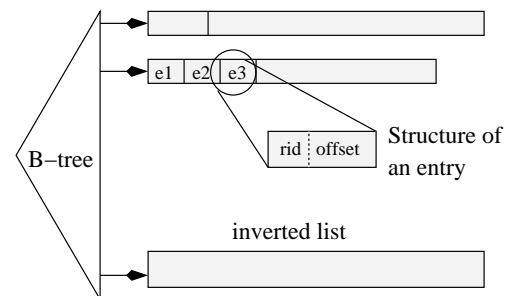 e1 e2 e3
rid offset
Structure of
an entry
B-tree
inverted list